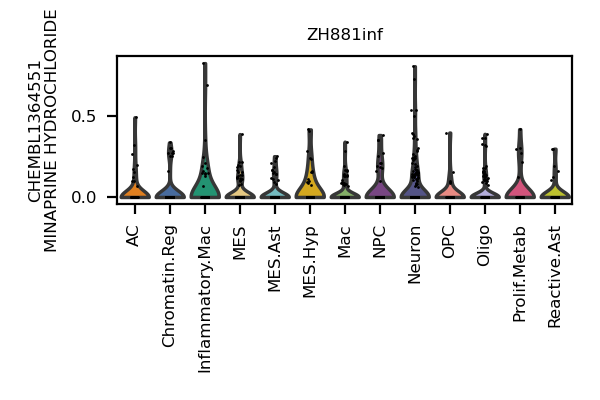 ZH881inf
CHEMBL1364551
MINAPRINE HYDROCHLORIDE
0.5
0.0
AC
Chromatin.Reg
Inflammatory.Mac
MES
MES.Ast
MES.Hyp
Mac
NPC
Neuron
OPC
Oligo
Prolif.Metab
Reactive.Ast